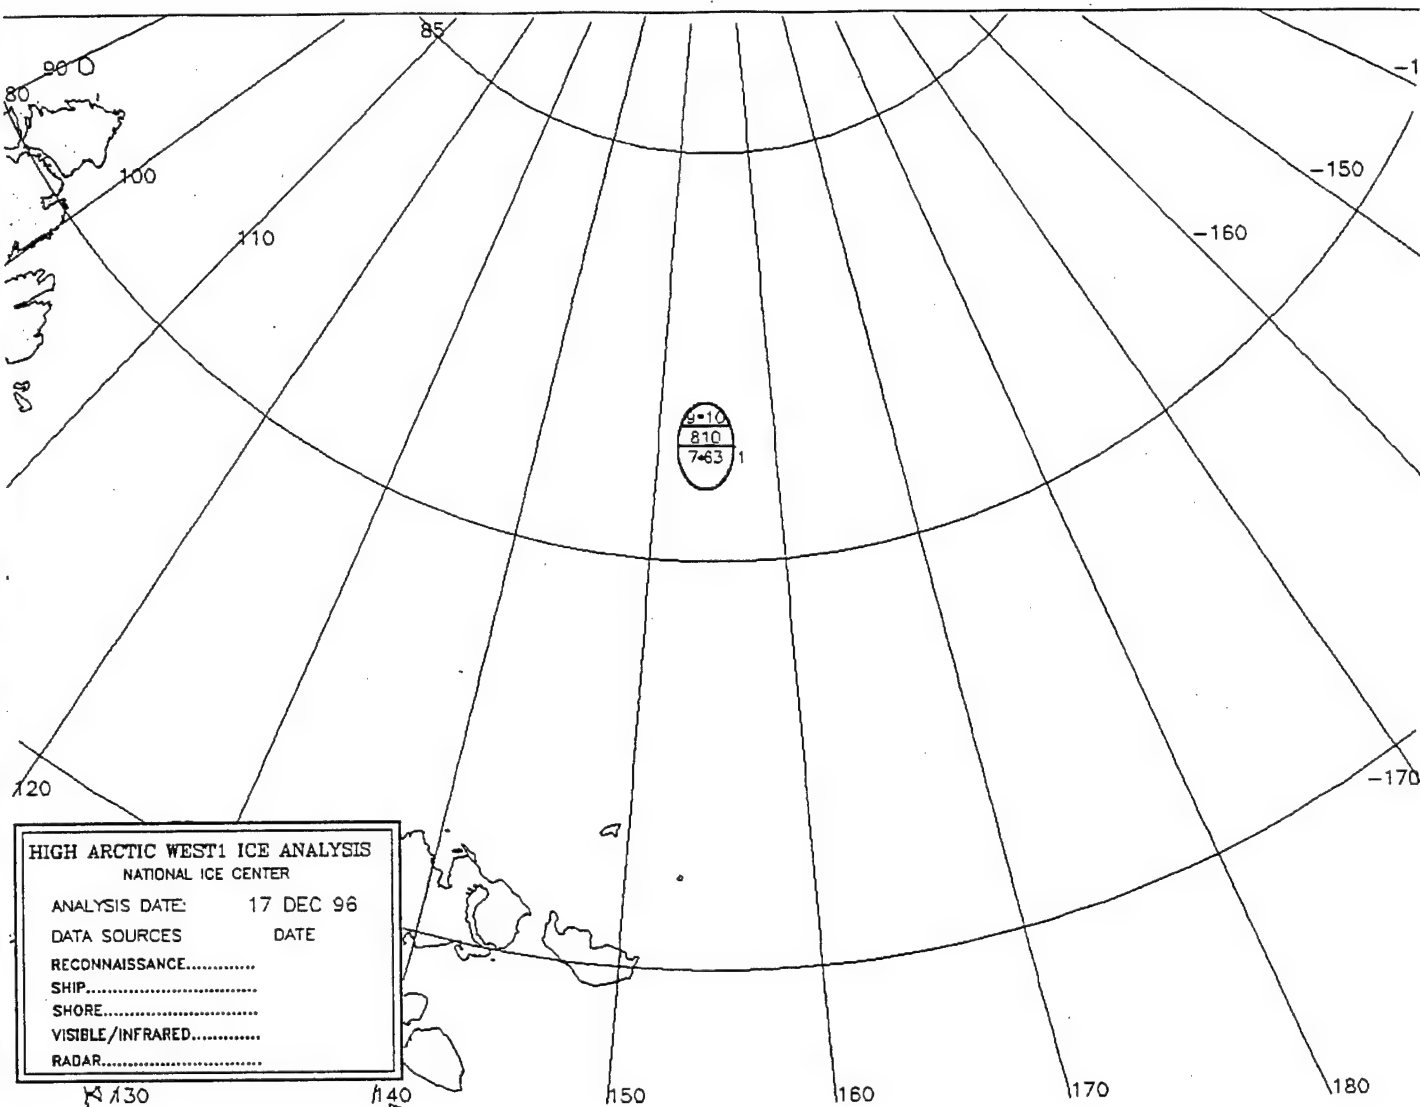 85
90
80
-1
100
-150
110
-160
9-10
810
7•63 1
120
-170
HIGH ARCTIC WEST1 ICE ANALYSIS
NATIONAL ICE CENTER
ANALYSIS DATE: 17 DEC 96
DATA SOURCES DATE
RECONNAISSANCE.............
SHIP................................
SHORE.............................
VISIBLE/INFRARED.............
RADAR..............................
130
140
150
160
170
180